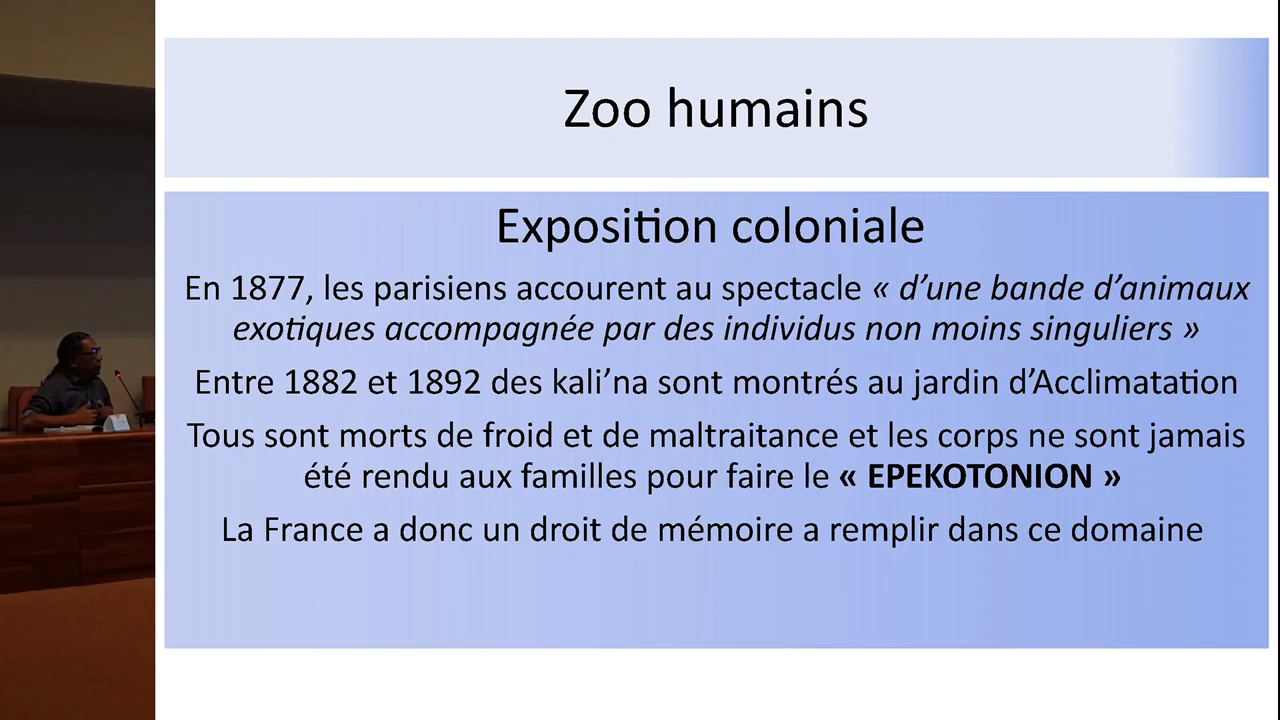 Zoo humains
Exposition coloniale
En 1877, les parisiens accourent au spectacle « d’une bande d’animaux
exotiques accompagnée par des individus non moins singuliers »
Entre 1882 et 1892 des kali’na sont montrés au jardin d’Acclimatation
Tous sont morts de froid et de maltraitance et les corps ne sont jamais
été rendu aux familles pour faire le « EPEKOTONION »
La France a donc un droit de mémoire a remplir dans ce domaine